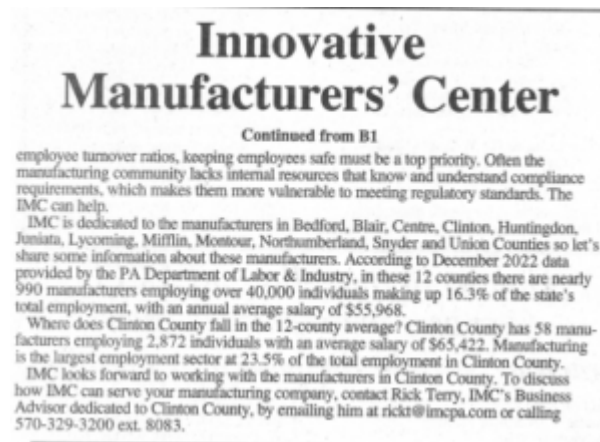 Innovative
Manufacturers' Center
Continued from B1
employee turnover ratios, keeping employees safe must be a top priority. Often the
manufacturing community lacks internal resources that know and understand compliance
requirements, which makes them more vulnerable to meeting regulatory standards. The
IMC can help.
IMC is dedicated to the manufacturers in Bedford, Blair, Centre, Clinton, Huntingdon,
Juniata, Lycoming, Mifflin, Montour, Northumberland, Snyder and Union Counties so let's
share some information about these manufacturers. According to December 2022 data
provided by the PA Department of Labor & Industry, in these 12 counties there are nearly
990 manufacturers employing over 40,000 individuals making up 16.3% of the state's
total employment, with an annual average salary of $55,968.
Where does Clinton County fall in the 12-county average? Clinton County has 58 manu-
facturers employing 2,872 individuals with an average salary of $65,422. Manufacturing
is the largest employment sector at 23.5% of the total employment in Clinton County.
IMC looks forward to working with the manufacturers in Clinton County. To discuss
how IMC can serve your manufacturing company, contact Rick Terry, IMC's Business
Advisor dedicated to Clinton County, by emailing him at rickt@imcpa.com or calling
570-329-3200 ext. 8083.